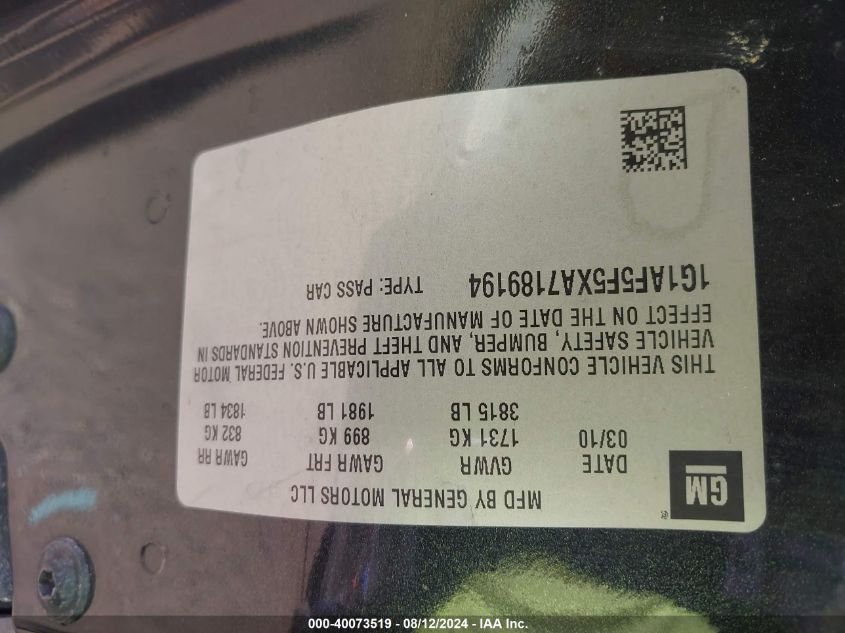 GM
MFD BY GENERAL MOTORS LLC
DATE GVWR GAWR FRT GAWR RR
03/10 1731 KG 899 KG 832 KG
3815 LB 1981 LB 1834 LB
THIS VEHICLE CONFORMS TO ALL APPLICABLE U.S. FEDERAL MOTOR
VEHICLE SAFETY, BUMPER, AND THEFT PREVENTION STANDARDS IN
EFFECT ON THE DATE OF MANUFACTURE SHOWN ABOVE.
1G1AF5F5XA7189194 TYPE: PASS CAR
000-40073519 - 08/12/2024 - IAA Inc.